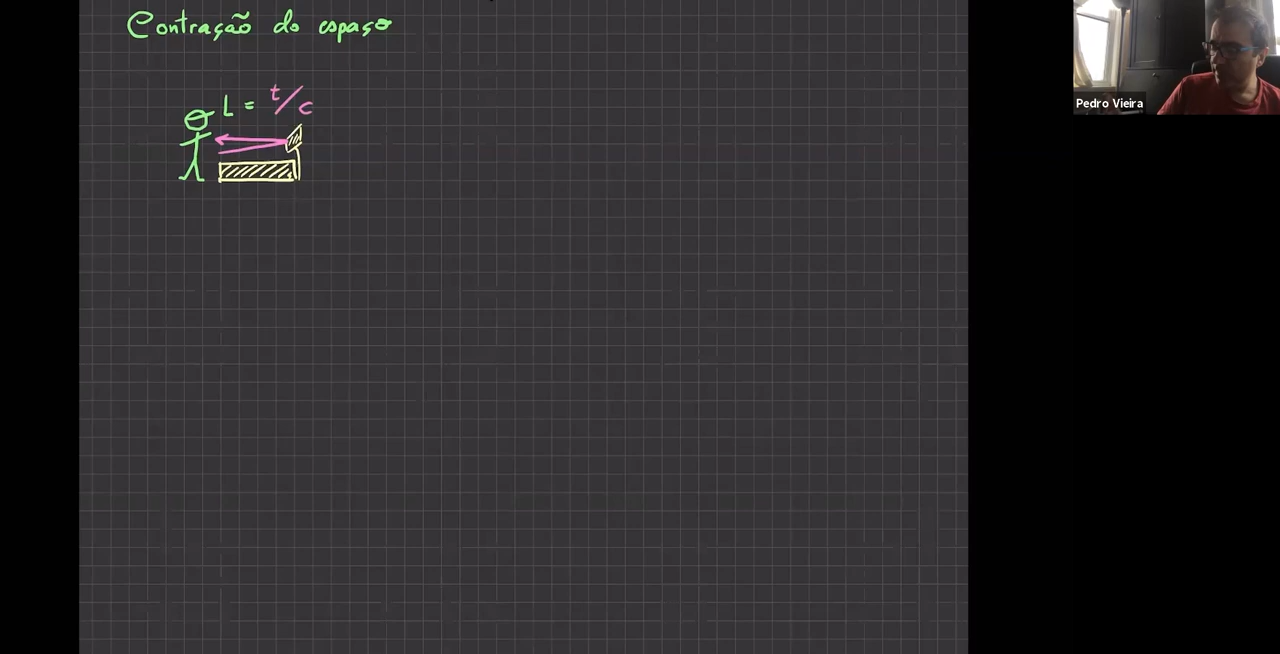 Contração do espaço
L = t/c
Pedro Vieira